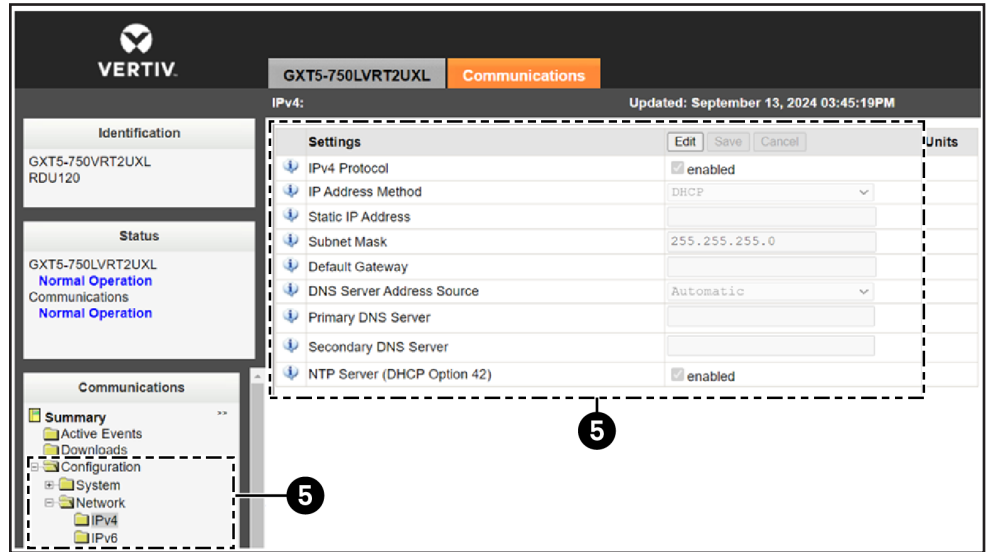 VERTIV.
GXT5-750LVRT2UXL Communications
IPv4: Updated: September 13, 2024 03:45:19PM
Identification
GXT5-750VRT2UXL
RDU120
Status
GXT5-750LVRT2UXL
Normal Operation
Communications
Normal Operation
Communications
Summary >>
Active Events
Downloads
Configuration
System
Network
IPv4
IPv6
5
Settings Edit Save Cancel Units
IPv4 Protocol enabled
IP Address Method DHCP
Static IP Address
Subnet Mask 255.255.255.0
Default Gateway
DNS Server Address Source Automatic
Primary DNS Server
Secondary DNS Server
NTP Server (DHCP Option 42) enabled
5